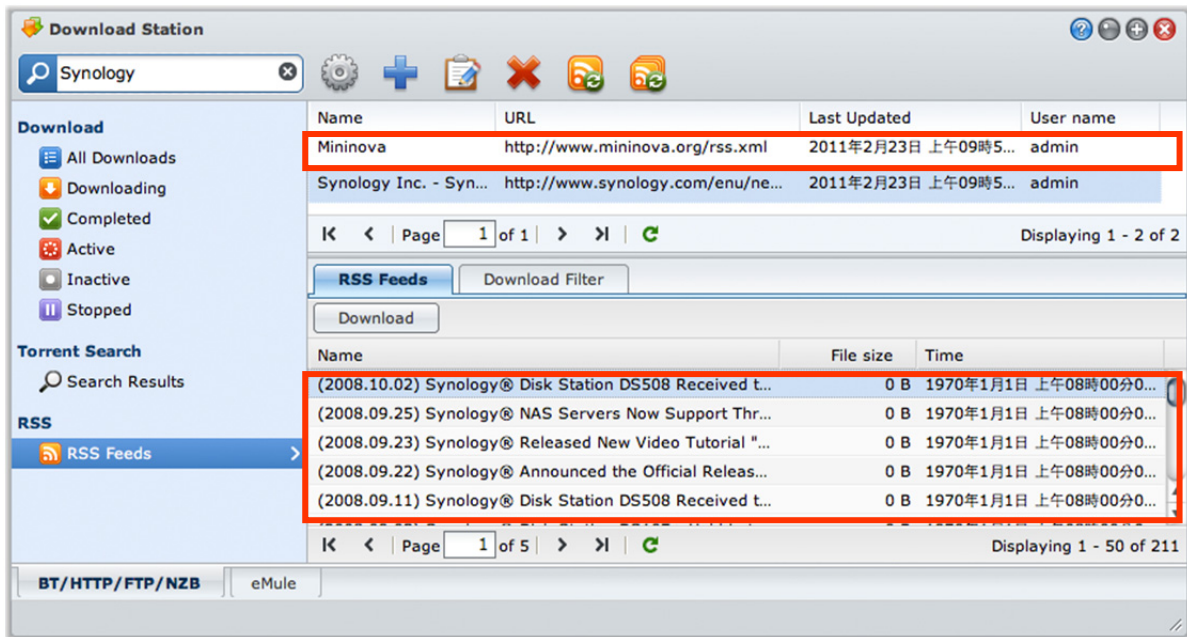 Download Station
Synology
Download
All Downloads
Downloading
Completed
Active
Inactive
Stopped
Torrent Search
Search Results
RSS
RSS Feeds
Name URL Last Updated User name
Mininova http://www.mininova.org/rss.xml 2011年2月23日 上午09時5... admin
Synology Inc. - Syn... http://www.synology.com/enu/ne... 2011年2月23日 上午09時5... admin
Page 1 of 1 Displaying 1 - 2 of 2
RSS Feeds Download Filter
Download
Name File size Time
(2008.10.02) Synology® Disk Station DS508 Received t... 0 B 1970年1月1日 上午08時00分0...
(2008.09.25) Synology® NAS Servers Now Support Thr... 0 B 1970年1月1日 上午08時00分0...
(2008.09.23) Synology® Released New Video Tutorial "... 0 B 1970年1月1日 上午08時00分0...
(2008.09.22) Synology® Announced the Official Releas... 0 B 1970年1月1日 上午08時00分0...
(2008.09.11) Synology® Disk Station DS508 Received t... 0 B 1970年1月1日 上午08時00分0...
Page 1 of 5 Displaying 1 - 50 of 211
BT/HTTP/FTP/NZB eMule